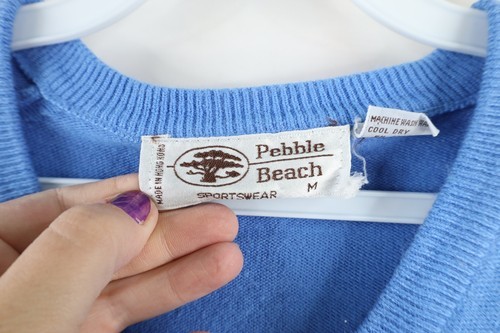 MADE IN HONG KONG
Pebble
Beach
SPORTSWEAR
M
MACHINE WASH
COOL DRY